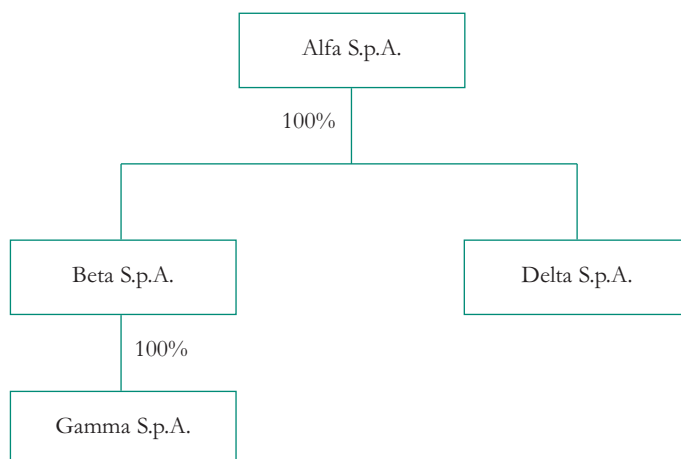 Alfa S.p.A.
100%
Beta S.p.A.
Delta S.p.A.
100%
Gamma S.p.A.